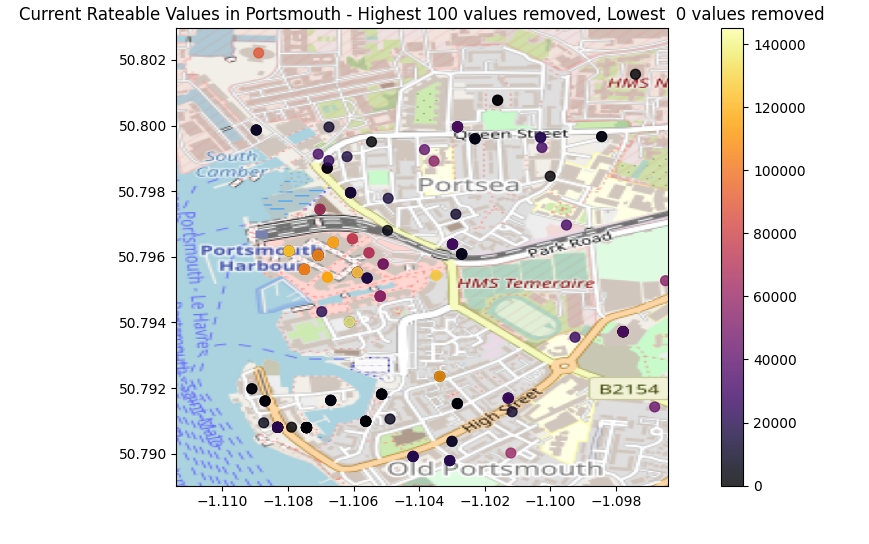 Current Rateable Values in Portsmouth - Highest 100 values removed, Lowest  0 values removed
50.802
50.800
50.798
50.796
50.794
50.792
50.790
−1.110
−1.108
−1.106
−1.104
−1.102
−1.100
−1.098
140000
120000
100000
80000
60000
40000
20000
0
HMS N
Queen Street
South
Camber
Portsea
Portsmouth
Harbour
Park Road
HMS Temeraire
Portsmouth - Le Havre
Portsmouth - Saint-Malo
B2154
High Street
Old Portsmouth